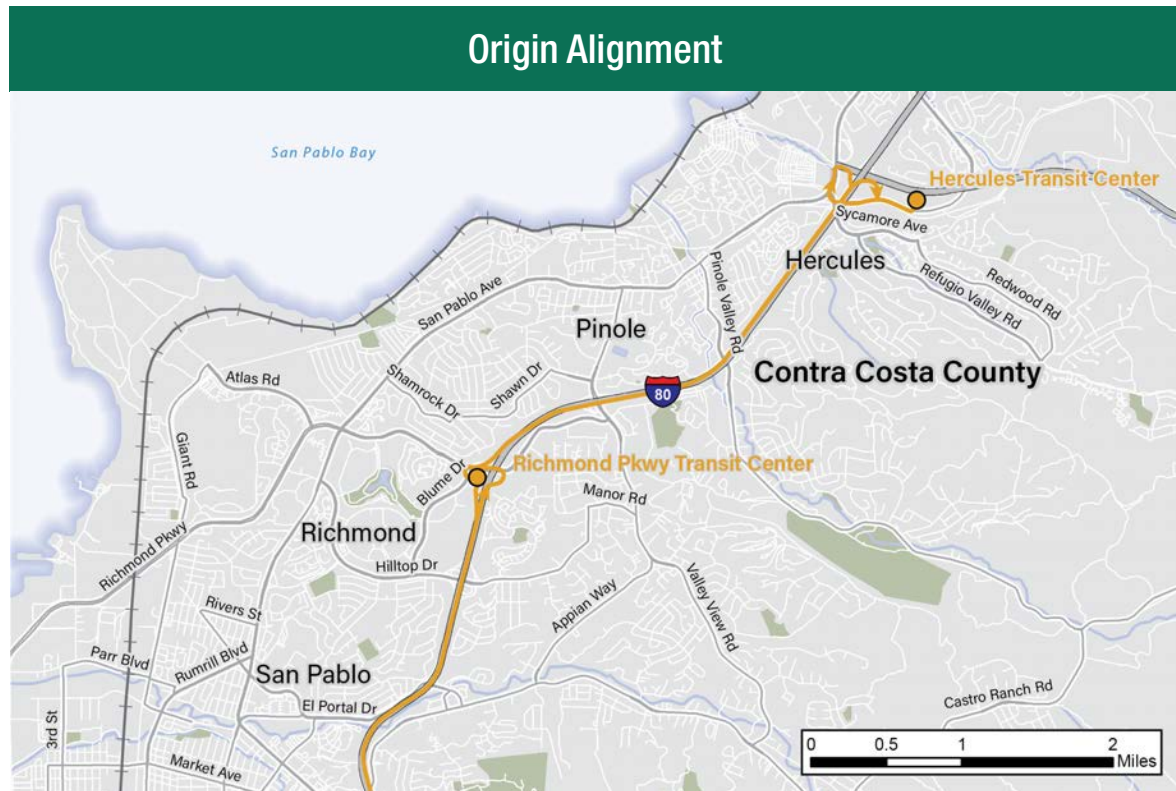 Origin Alignment
San Pablo Bay
Hercules Transit Center
Sycamore Ave
Hercules
Redwood Rd
Refugio Valley Rd
Pinole Valley Rd
San Pablo Ave
Pinole
Contra Costa County
Atlas Rd
Shamrock Dr
Shawn Dr
80
Giant Rd
Blume Dr
Richmond Pkwy Transit Center
Manor Rd
Richmond
Richmond Pkwy
Hilltop Dr
Appian Way
Valley View Rd
Rivers St
Rumrill Blvd
Parr Blvd
San Pablo
El Portal Dr
Castro Ranch Rd
3rd St
Market Ave
0 0.5 1 2
Miles